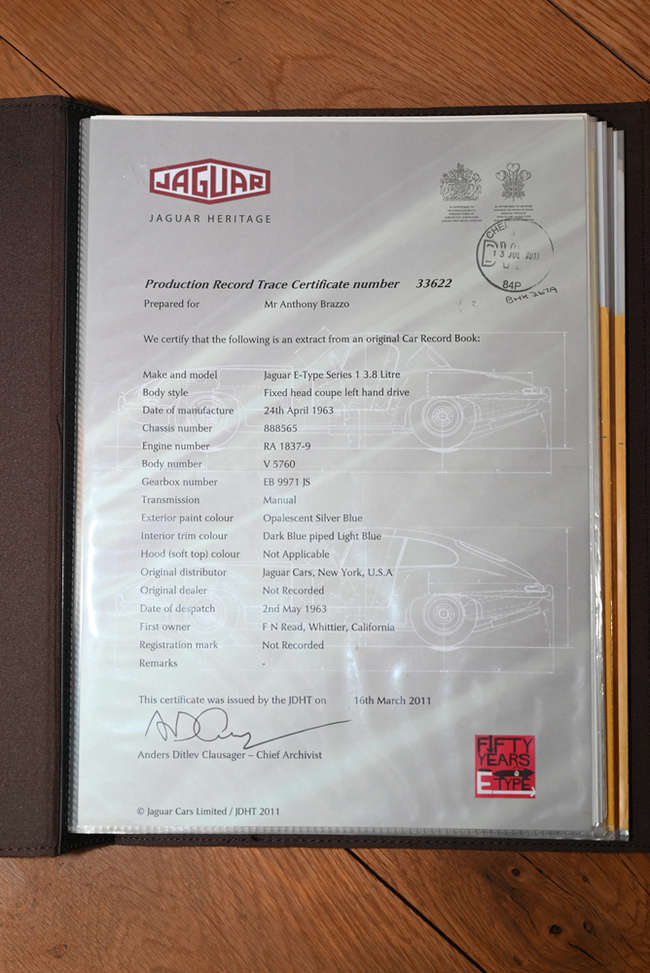 JAGUAR
JAGUAR HERITAGE
13 JUL 2011
84P
BHK 267A
Production Record Trace Certificate number 33622
Prepared for Mr Anthony Brazzo
We certify that the following is an extract from an original Car Record Book:
Make and model Jaguar E-Type Series 1 3.8 Litre
Body style Fixed head coupe left hand drive
Date of manufacture 24th April 1963
Chassis number 888565
Engine number RA 1837-9
Body number V 5760
Gearbox number EB 9971 JS
Transmission Manual
Exterior paint colour Opalescent Silver Blue
Interior trim colour Dark Blue piped Light Blue
Hood (soft top) colour Not Applicable
Original distributor Jaguar Cars, New York, U.S.A
Original dealer Not Recorded
Date of despatch 2nd May 1963
First owner F N Read, Whittier, California
Registration mark Not Recorded
Remarks -
This certificate was issued by the JDHT on 16th March 2011
Anders Ditlev Clausager – Chief Archivist
FIFTY
YEARS
E TYPE
© Jaguar Cars Limited / JDHT 2011